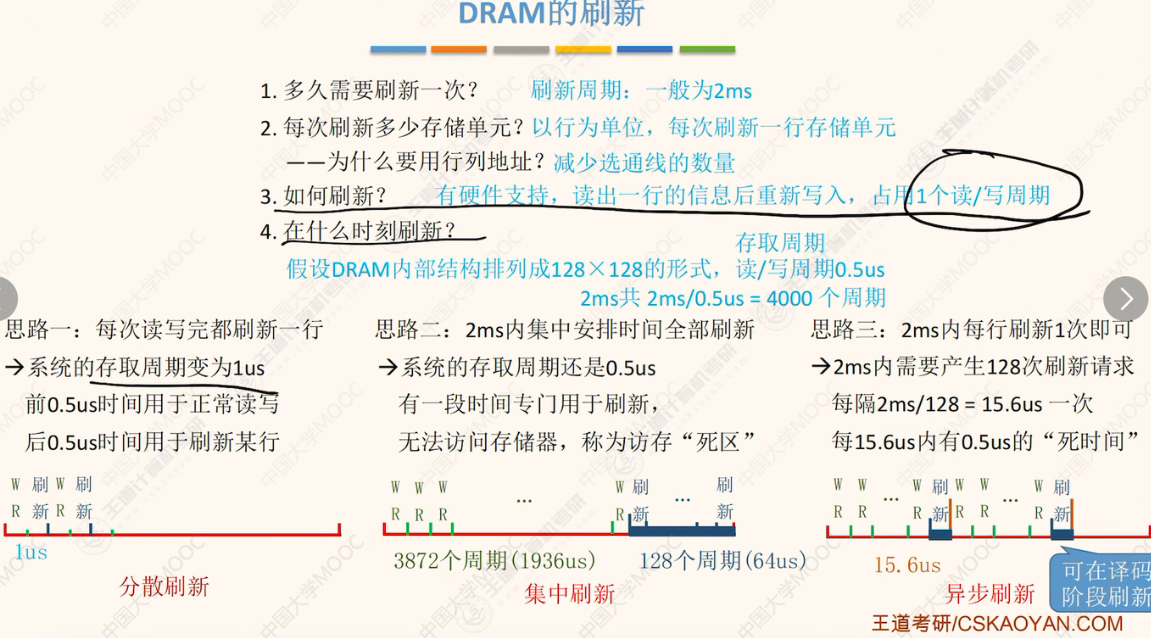 DRAM的刷新
1. 多久需要刷新一次? 刷新周期：一般为2ms
2. 每次刷新多少存储单元? 以行为单位，每次刷新一行存储单元
——为什么要用行列地址? 减少选通线的数量
3. 如何刷新? 有硬件支持，读出一行的信息后重新写入，占用1个读/写周期
4. 在什么时刻刷新?
存取周期
假设DRAM内部结构排列成128×128的形式，读/写周期0.5us
2ms共 2ms/0.5us = 4000 个周期
思路一：每次读写完都刷新一行
→系统的存取周期变为1us
前0.5us时间用于正常读写
后0.5us时间用于刷新某行
W R 刷新 W R 刷新
1us
分散刷新
思路二：2ms内集中安排时间全部刷新
→系统的存取周期还是0.5us
有一段时间专门用于刷新，
无法访问存储器，称为访存“死区”
W R W R W R ... W R 刷新 ... 刷新
3872个周期(1936us) 128个周期(64us)
集中刷新
思路三：2ms内每行刷新1次即可
→2ms内需要产生128次刷新请求
每隔2ms/128 = 15.6us 一次
每15.6us内有0.5us的“死时间”
W R W R ... W R 刷新 W R W R ... W R 刷新
15.6us
异步刷新
可在译码
阶段刷新
王道考研/CSKAOYAN.COM
中国大学MOOC
王道计算机考研